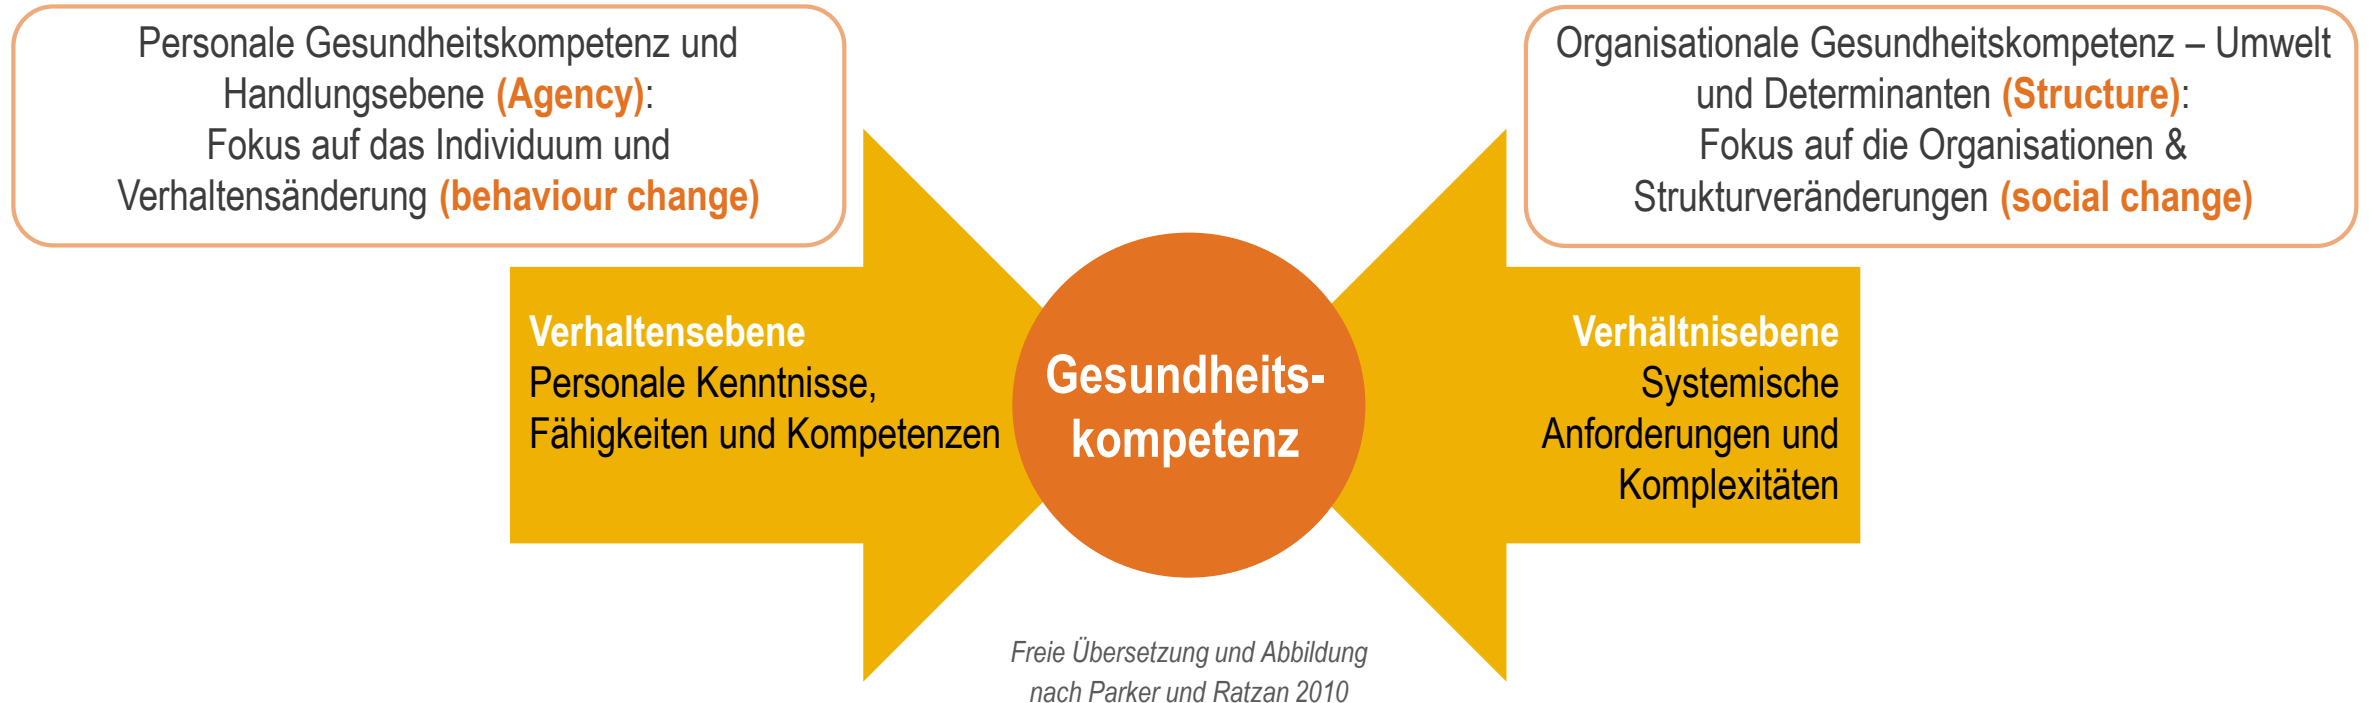 Personale Gesundheitskompetenz und
Handlungsebene (Agency):
Fokus auf das Individuum und
Verhaltensänderung (behaviour change)
Organisationale Gesundheitskompetenz – Umwelt
und Determinanten (Structure):
Fokus auf die Organisationen &
Strukturveränderungen (social change)
Verhaltensebene
Personale Kenntnisse,
Fähigkeiten und Kompetenzen
Gesundheits-
kompetenz
Verhältnisebene
Systemische
Anforderungen und
Komplexitäten
Freie Übersetzung und Abbildung
nach Parker und Ratzan 2010